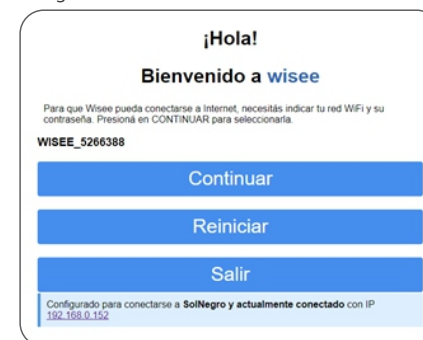 ¡Hola!
Bienvenido a wisee
Para que Wisee pueda conectarse a Internet, necesitás indicar tu red WiFi y su
contraseña. Presioná en CONTINUAR para seleccionarla.
WISEE_5266388
Continuar
Reiniciar
Salir
Configurado para conectarse a SolNegro y actualmente conectado con IP
192.168.0.152